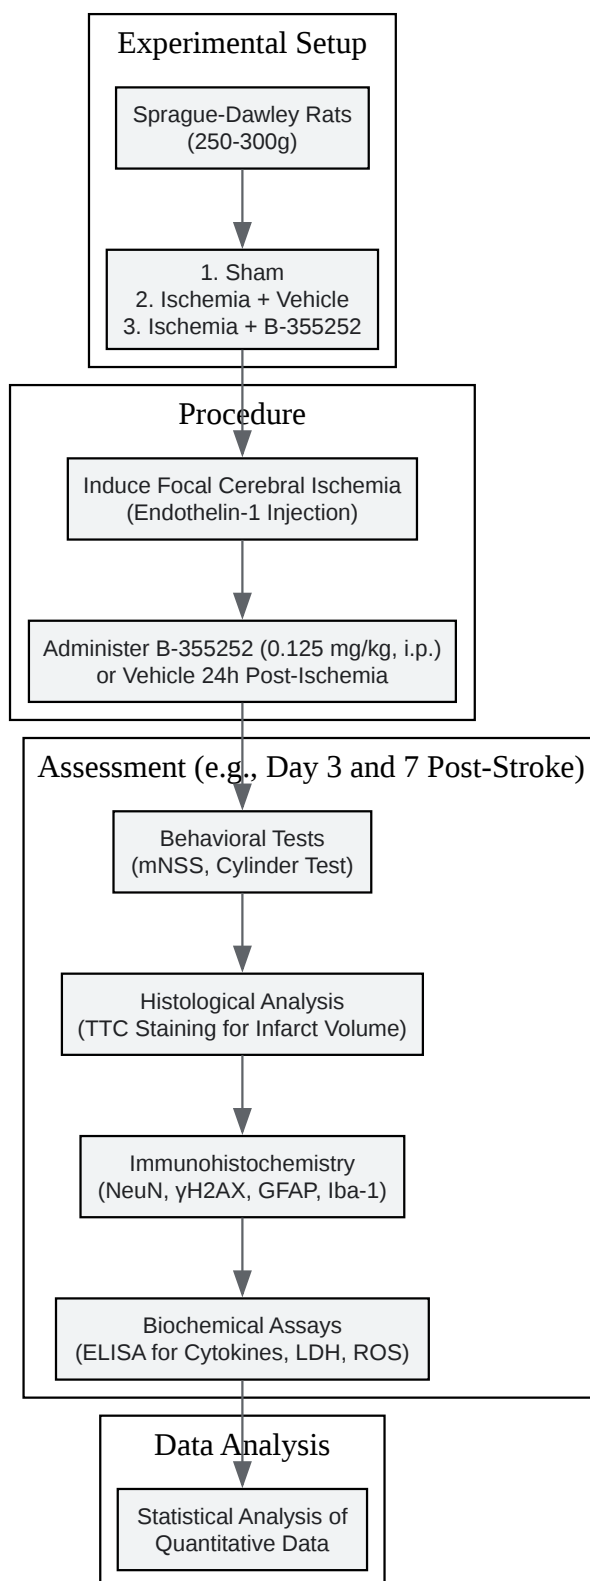 Experimental Setup
Sprague-Dawley Rats
(250-300g)
1. Sham
2. Ischemia + Vehicle
3. Ischemia + B-355252
Procedure
Induce Focal Cerebral Ischemia
(Endothelin-1 Injection)
Administer B-355252 (0.125 mg/kg, i.p.)
or Vehicle 24h Post-Ischemia
Assessment (e.g., Day 3 and 7 Post-Stroke)
Behavioral Tests
(mNSS, Cylinder Test)
Histological Analysis
(TTC Staining for Infarct Volume)
Immunohistochemistry
(NeuN, γH2AX, GFAP, Iba-1)
Biochemical Assays
(ELISA for Cytokines, LDH, ROS)
Data Analysis
Statistical Analysis of
Quantitative Data